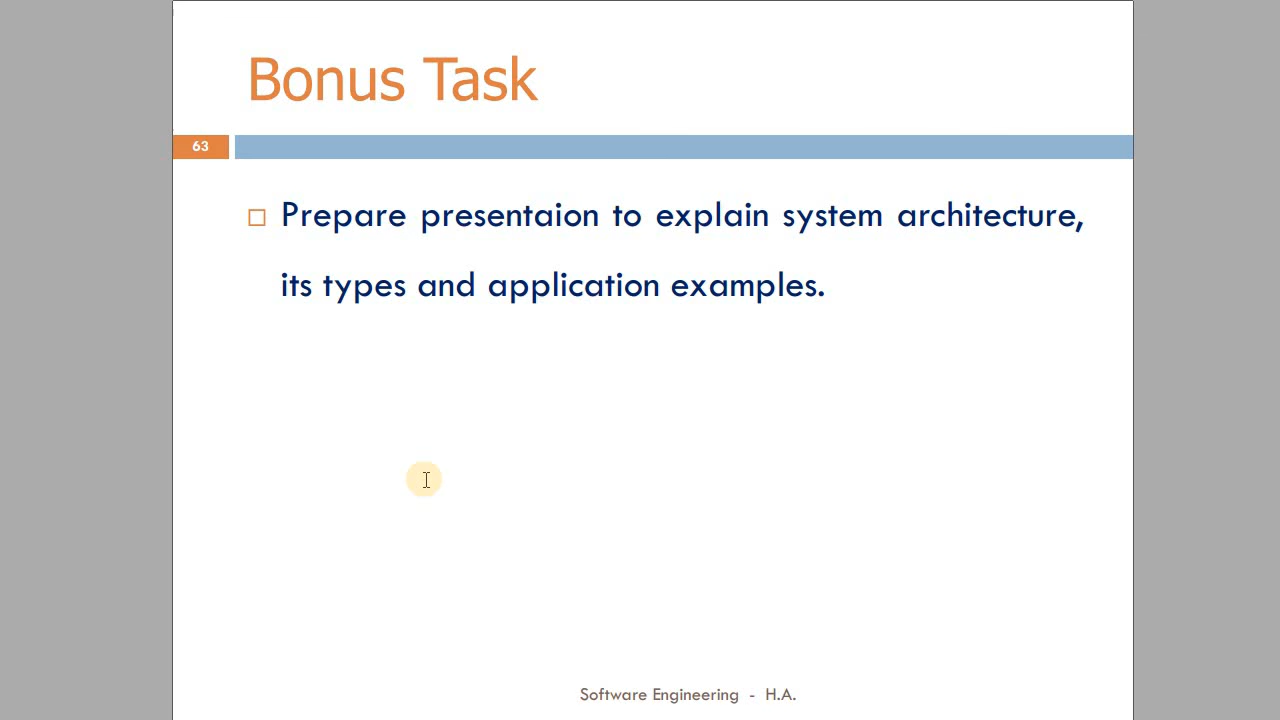 Bonus Task
63
Prepare presentaion to explain system architecture,
its types and application examples.
Software Engineering - H.A.